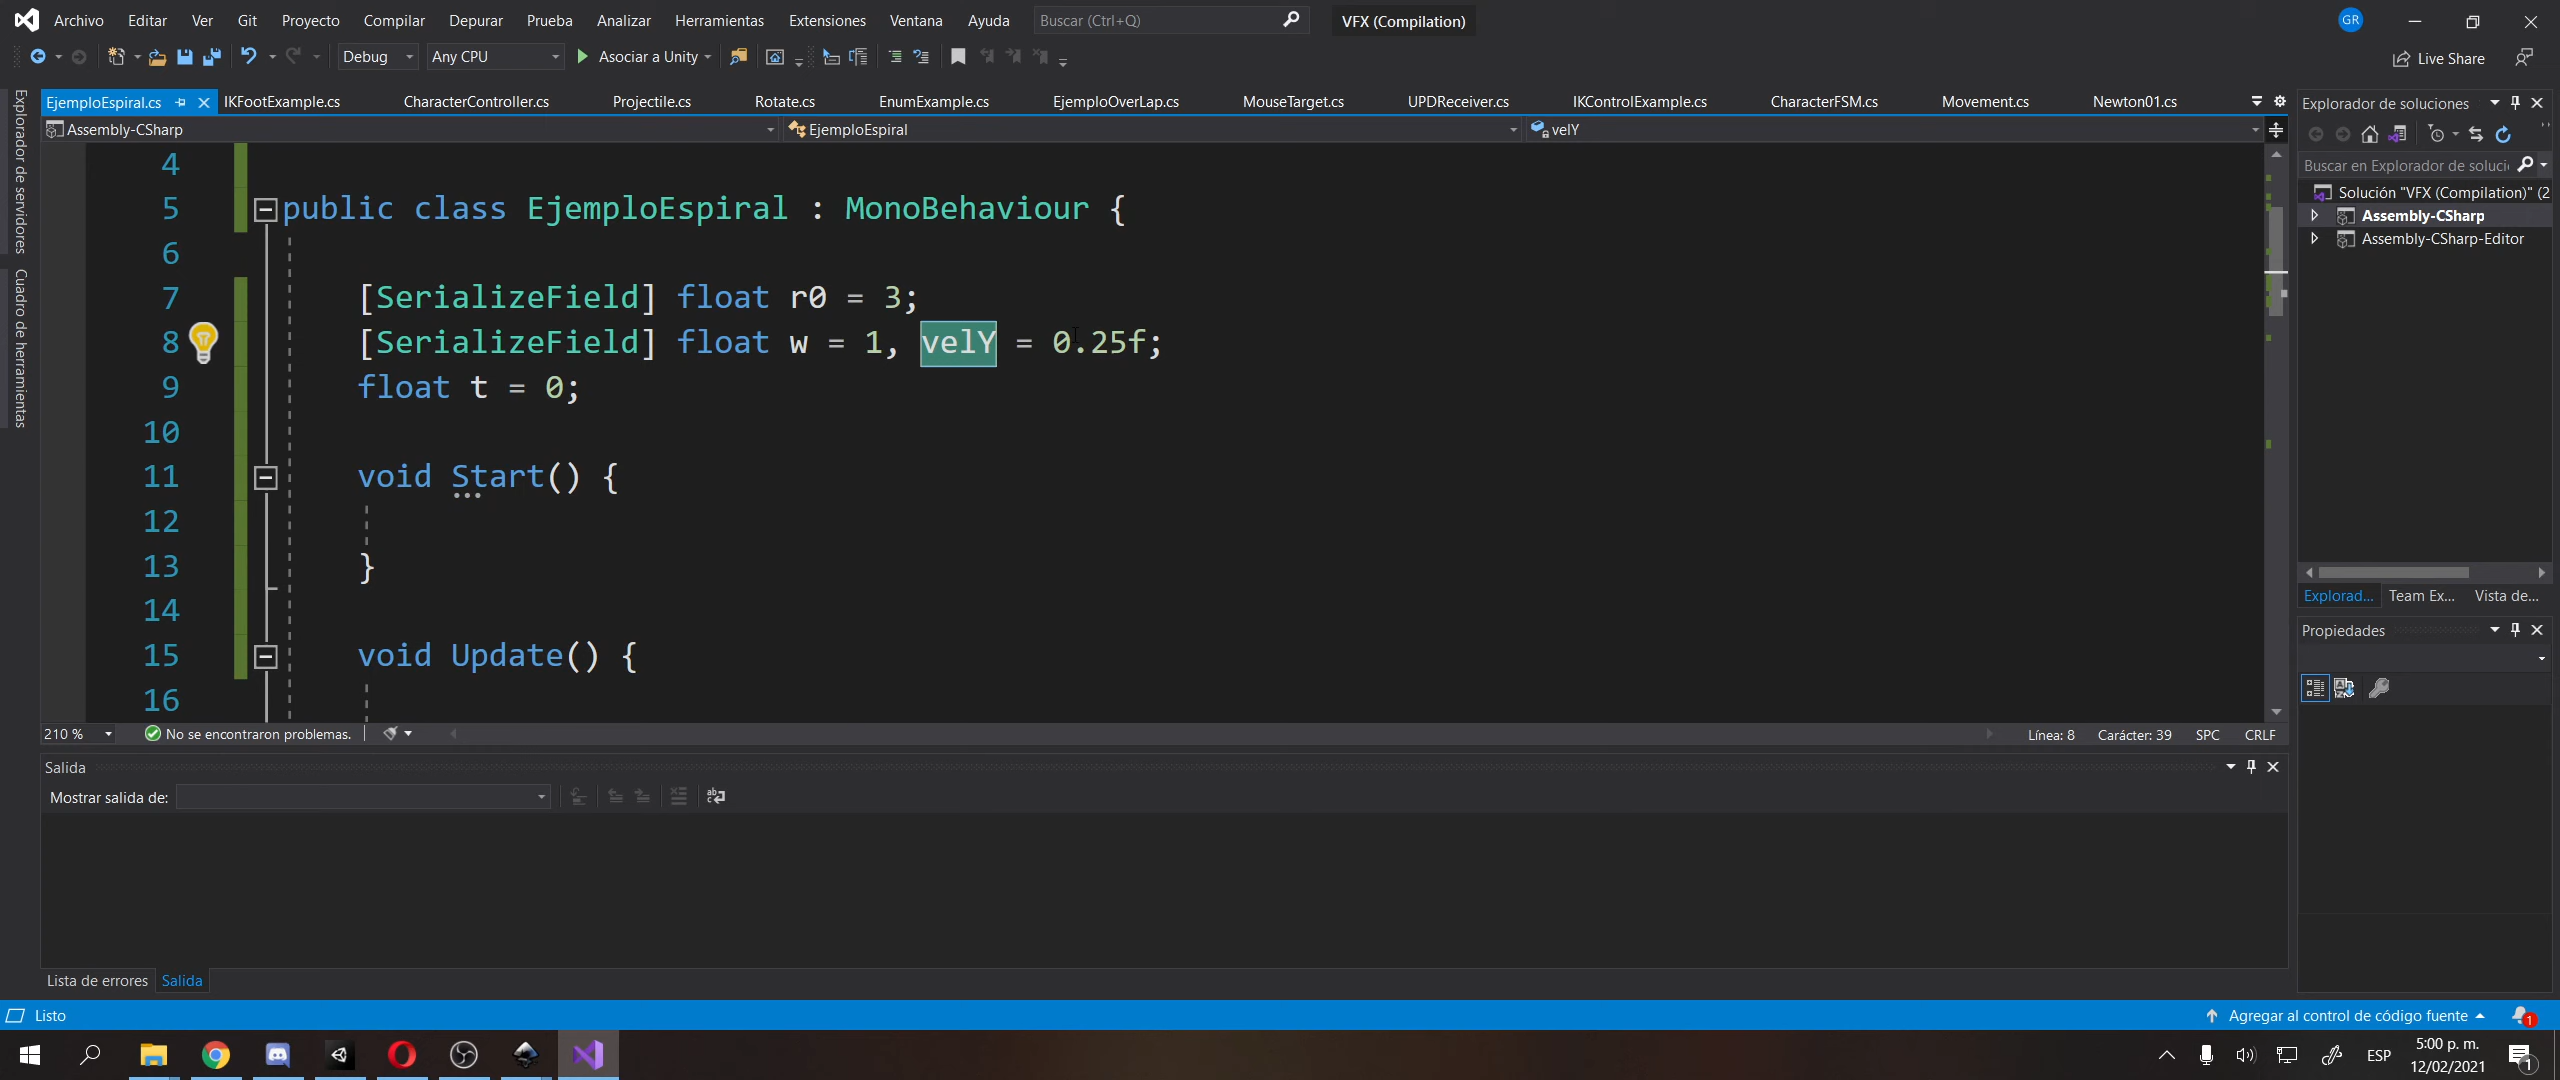 Archivo Editar Ver Git Proyecto Compilar Depurar Prueba Analizar Herramientas Extensiones Ventana Ayuda Buscar (Ctrl+Q) VFX (Compilation) GR
Debug Any CPU Asociar a Unity Live Share
EjemploEspiral.cs IKFootExample.cs CharacterController.cs Projectile.cs Rotate.cs EnumExample.cs EjemploOverLap.cs MouseTarget.cs UPDReceiver.cs IKControlExample.cs CharacterFSM.cs Movement.cs Newton01.cs
Assembly-CSharp EjemploEspiral velY
Explorador de servidores
Cuadro de herramientas
4
5 public class EjemploEspiral : MonoBehaviour {
6
7 [SerializeField] float r0 = 3;
8 [SerializeField] float w = 1, velY = 0.25f;
9 float t = 0;
10
11 void Start() {
12
13 }
14
15 void Update() {
16
210 % No se encontraron problemas. Línea: 8 Carácter: 39 SPC CRLF
Salida
Mostrar salida de:
Lista de errores Salida
Explorador de soluciones
Buscar en Explorador de soluci
Solución "VFX (Compilation)" (2
Assembly-CSharp
Assembly-CSharp-Editor
Explorad... Team Ex... Vista de...
Propiedades
Listo Agregar al control de código fuente 1
ESP 5:00 p. m.
12/02/2021 1